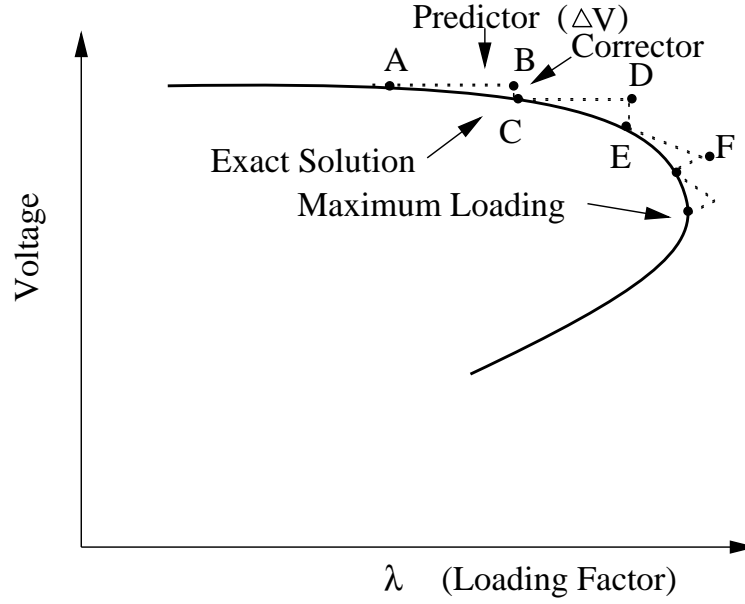 Predictor (△V)
Corrector
A
B
D
C
E
F
Exact Solution
Maximum Loading
Voltage
λ (Loading Factor)